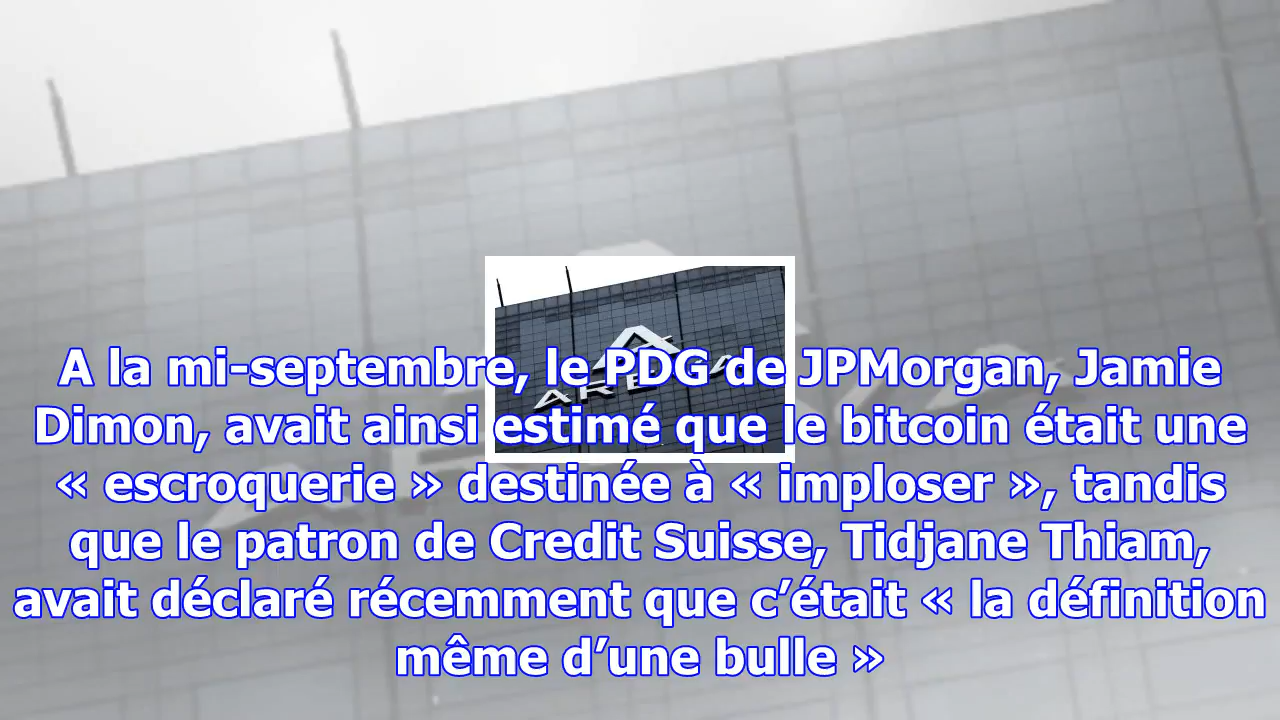 A la mi-septembre, le PDG de JPMorgan, Jamie
Dimon, avait ainsi estimé que le bitcoin était une
« escroquerie » destinée à « imploser », tandis
que le patron de Credit Suisse, Tidjane Thiam,
avait déclaré récemment que c’était « la définition
même d’une bulle »